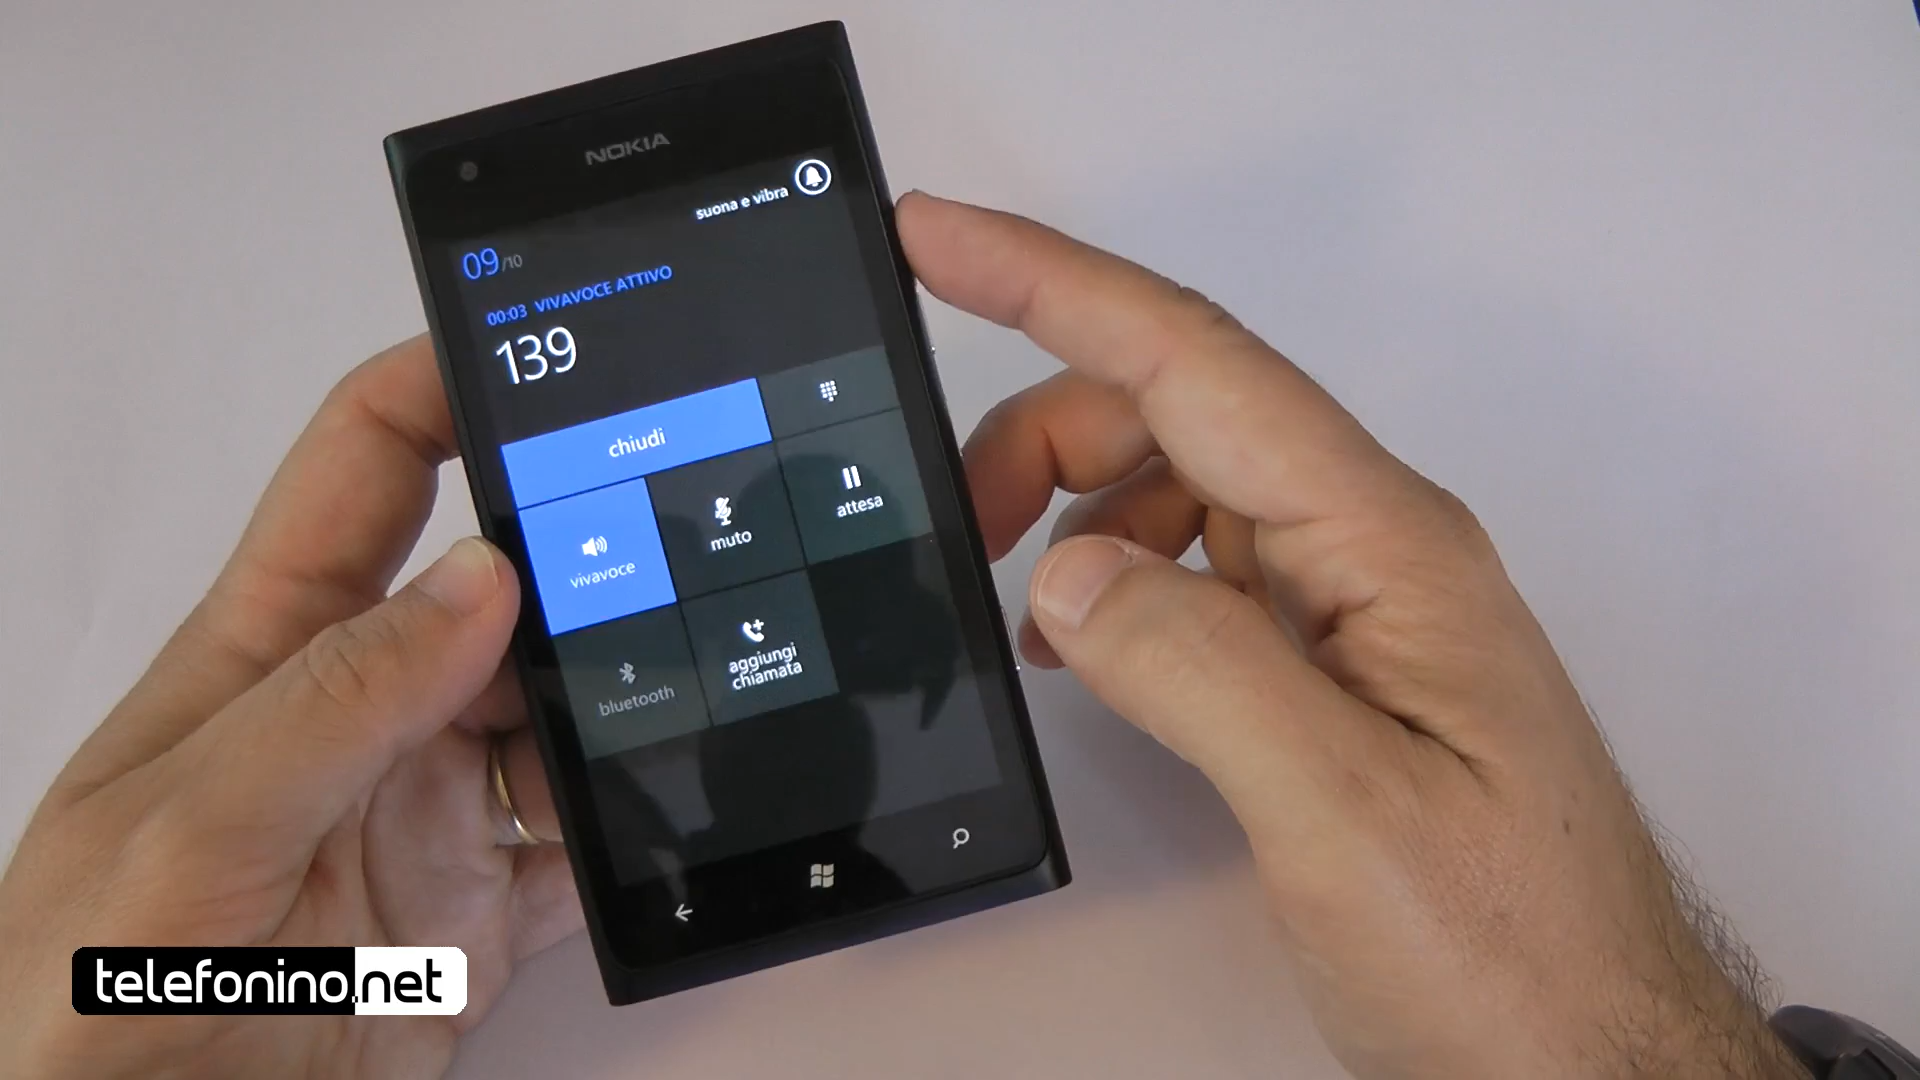 NOKIA
suona e vibra
09/10
00:03 VIVAVOCE ATTIVO
139
chiudi
vivavoce
muto
attesa
bluetooth
aggiungi
chiamata
telefonino.net